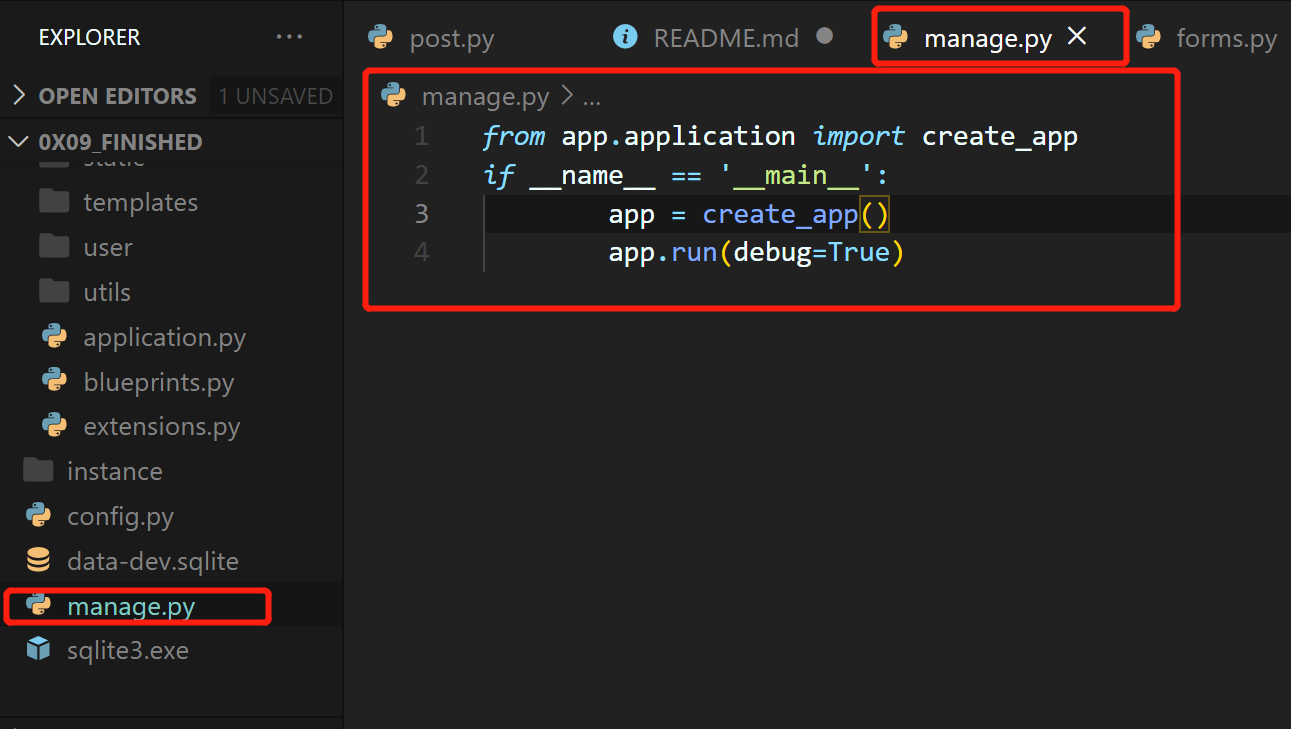 EXPLORER ...
OPEN EDITORS 1 UNSAVED
0X09_FINISHED
static
templates
user
utils
application.py
blueprints.py
extensions.py
instance
config.py
data-dev.sqlite
manage.py
sqlite3.exe
post.py README.md manage.py forms.py
manage.py > ...
1 from app.application import create_app
2 if __name__ == '__main__':
3 app = create_app()
4 app.run(debug=True)